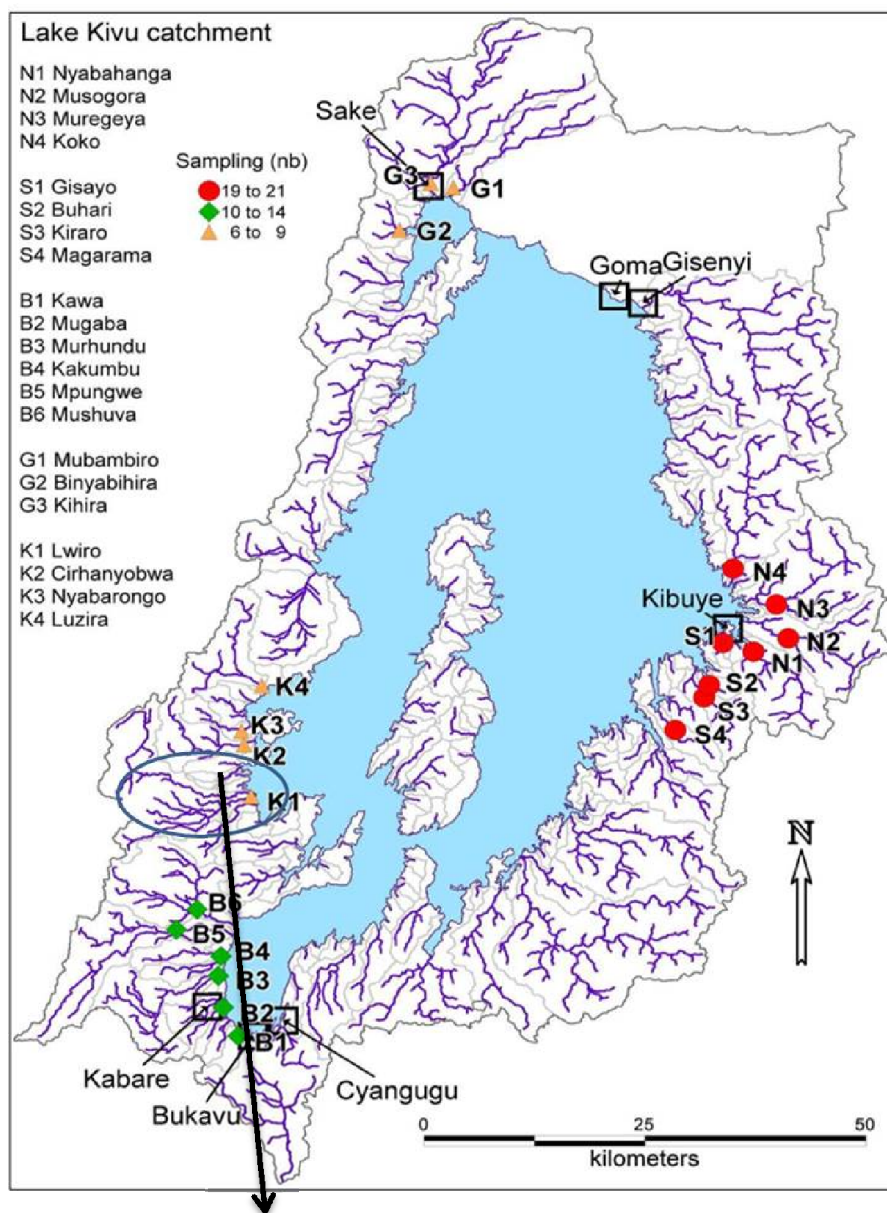 Lake Kivu catchment
N1 Nyabahanga
N2 Musogora
N3 Muregeya
N4 Koko
S1 Gisayo
S2 Buhari
S3 Kiraro
S4 Magarama
B1 Kawa
B2 Mugaba
B3 Murhundu
B4 Kakumbu
B5 Mpungwe
B6 Mushuva
G1 Mubambiro
G2 Binyabihira
G3 Kihira
K1 Lwiro
K2 Cirhanyobwa
K3 Nyabarongo
K4 Luzira
Sampling (nb)
19 to 21
10 to 14
6 to 9
Sake
G3
G1
G2
Goma
Gisenyi
N4
N3
Kibuye
S1
N2
N1
S2
S3
S4
K4
K3
K2
K1
B6
B5
B4
B3
B2
B1
Kabare
Bukavu
Cyangugu
N
0 25 50
kilometers